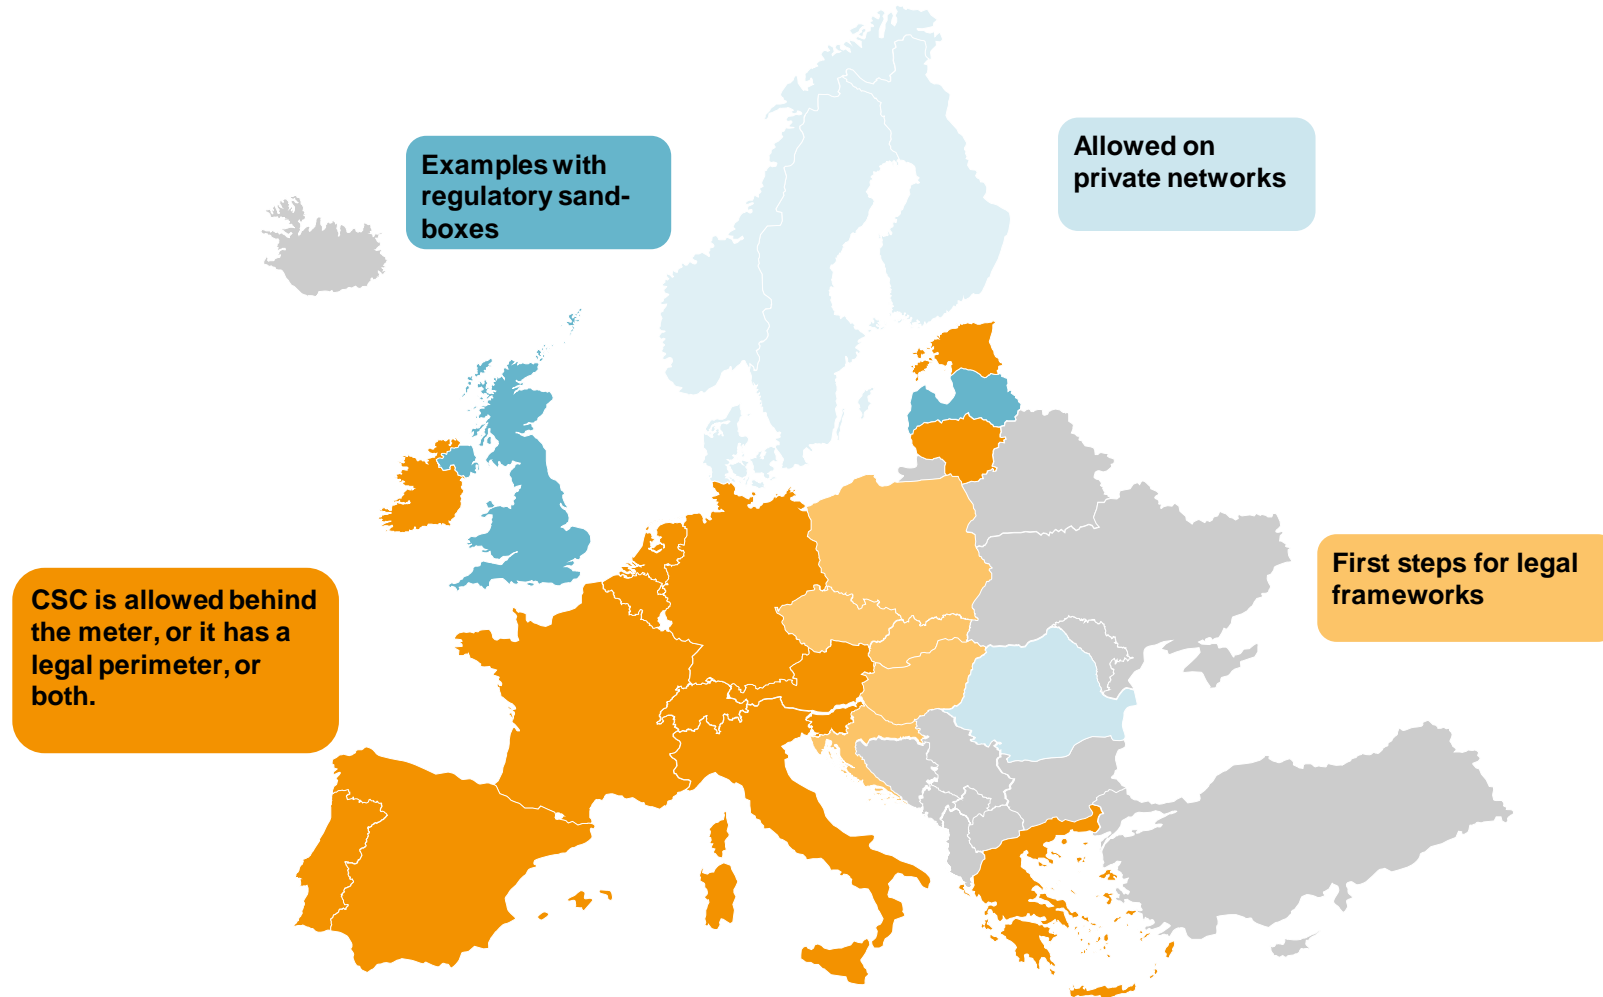 Examples with
regulatory sand-
boxes
Allowed on
private networks
First steps for legal
frameworks
CSC is allowed behind
the meter, or it has a
legal perimeter, or
both.